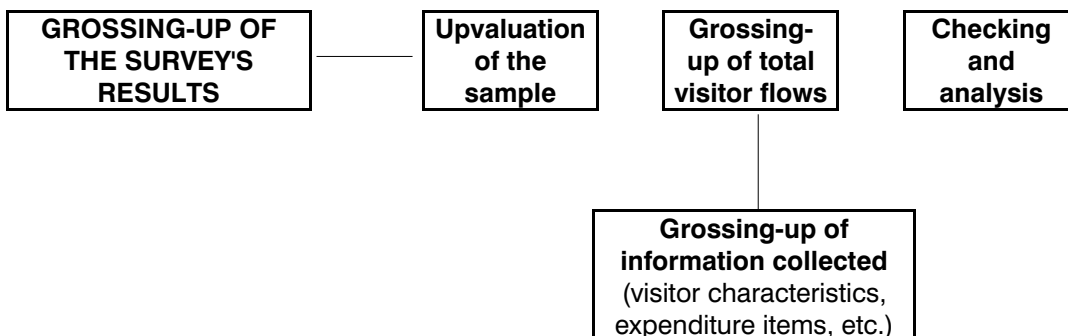 GROSSING-UP OF
THE SURVEY'S
RESULTS
Upvaluation
of the
sample
Grossing-
up of total
visitor flows
Checking
and
analysis
Grossing-up of
information collected
(visitor characteristics,
expenditure items, etc.)